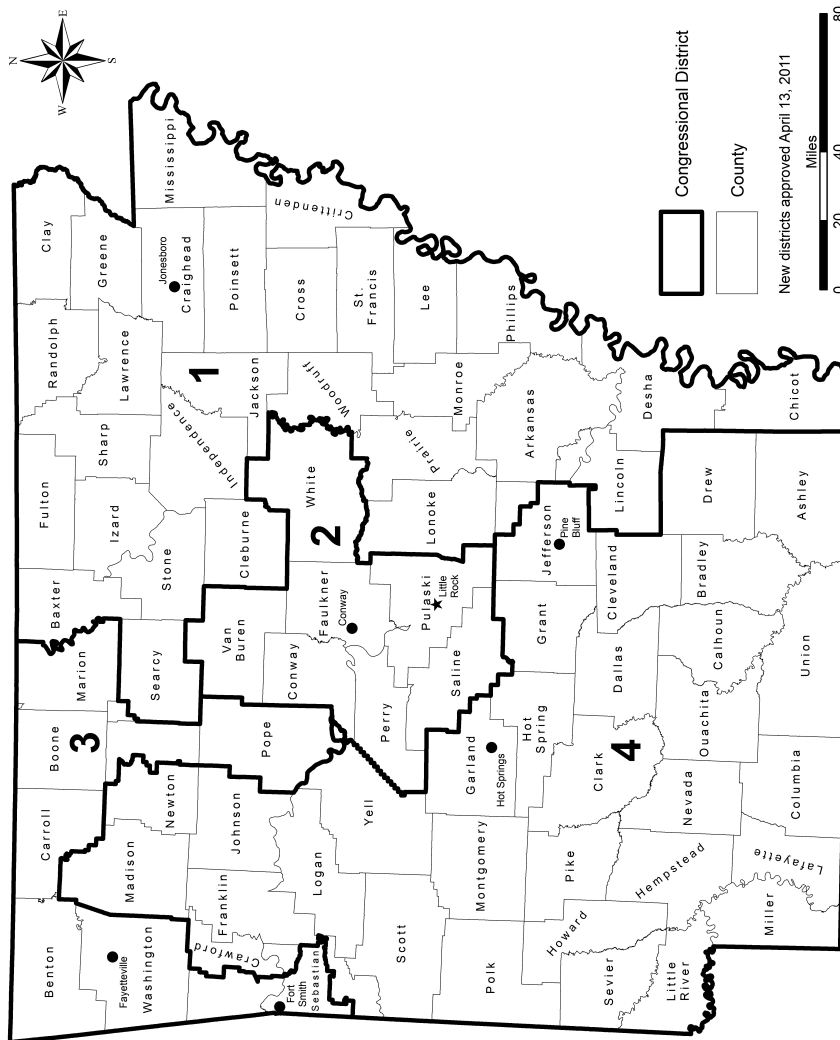 N
E
S
W
Benton
Carroll
Boone
Marion
Baxter
Fulton
Randolph
Clay
Washington
Fayetteville
Madison
Newton
Searcy
Stone
Izard
Sharp
Lawrence
Greene
3
Crawford
Franklin
Johnson
Pope
Van
Buren
Cleburne
Independence
Jackson
1
Craighead
Jonesboro
Mississippi
Poinsett
Fort
Smith
Sebastian
Logan
Conway
Faulkner
Conway
2
White
Woodruff
Cross
Crittenden
Scott
Yell
Perry
Pulaski
Little
Rock
Lonoke
Prairie
Monroe
St.
Francis
Lee
Phillips
Polk
Montgomery
Garland
Hot Springs
Saline
Hot
Spring
Grant
Jefferson
Pine
Bluff
Arkansas
Sevier
Howard
Pike
Clark
4
Dallas
Cleveland
Lincoln
Desha
Little
River
Hempstead
Nevada
Ouachita
Calhoun
Bradley
Drew
Chicot
Miller
Lafayette
Columbia
Union
Ashley
Congressional District
County
New districts approved April 13, 2011
Miles
0
20
40
80